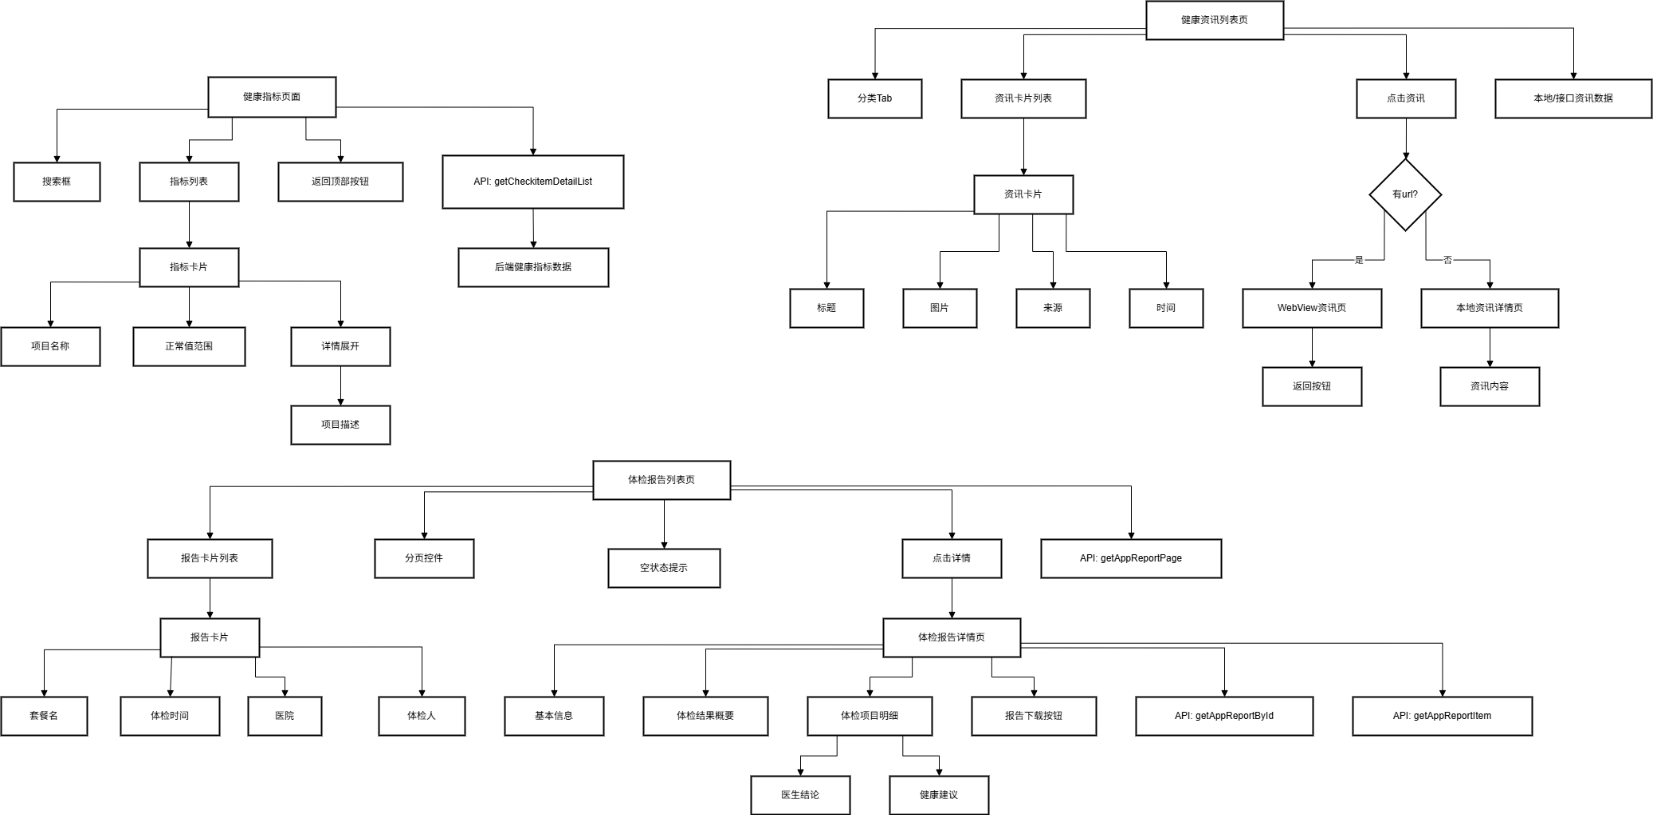 健康资讯列表页
分类Tab
资讯卡片列表
点击资讯
本地/接口资讯数据
资讯卡片
有url?
是
否
标题
图片
来源
时间
WebView资讯页
本地资讯详情页
返回按钮
资讯内容
健康指标页面
搜索框
指标列表
返回顶部按钮
API: getCheckitemDetailList
指标卡片
后端健康指标数据
项目名称
正常值范围
详情展开
项目描述
体检报告列表页
报告卡片列表
分页控件
空状态提示
点击详情
API: getAppReportPage
报告卡片
体检报告详情页
套餐名
体检时间
医院
体检人
基本信息
体检结果概要
体检项目明细
报告下载按钮
API: getAppReportById
API: getAppReportItem
医生结论
健康建议